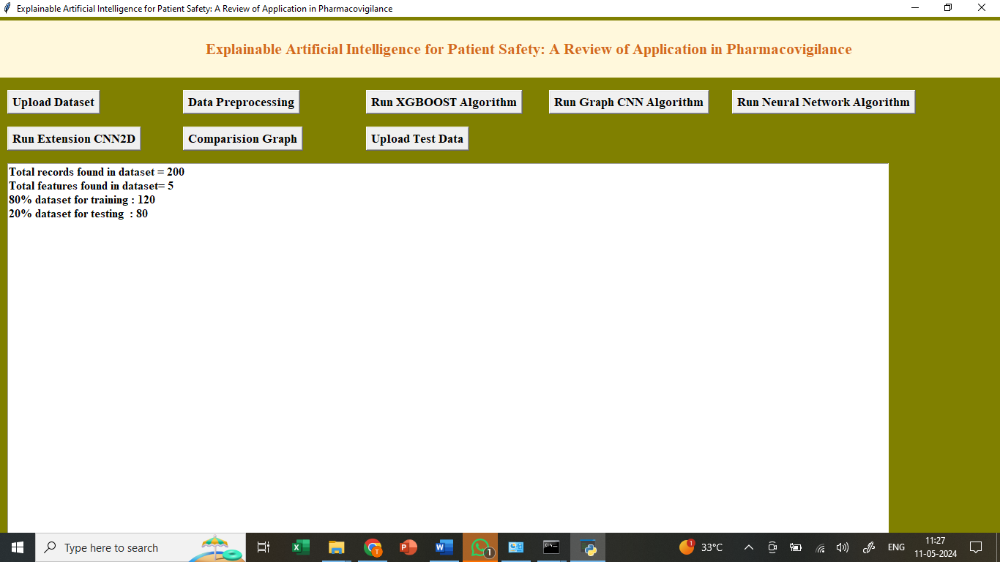 Explainable Artificial Intelligence for Patient Safety: A Review of Application in Pharmacovigilance
Explainable Artificial Intelligence for Patient Safety: A Review of Application in Pharmacovigilance
Upload Dataset
Data Preprocessing
Run XGBOOST Algorithm
Run Graph CNN Algorithm
Run Neural Network Algorithm
Run Extension CNN2D
Comparision Graph
Upload Test Data
Total records found in dataset = 200
Total features found in dataset= 5
80% dataset for training : 120
20% dataset for testing  : 80
Type here to search
X
T
P
W
1
1
33°C
ENG
11:27
11-05-2024